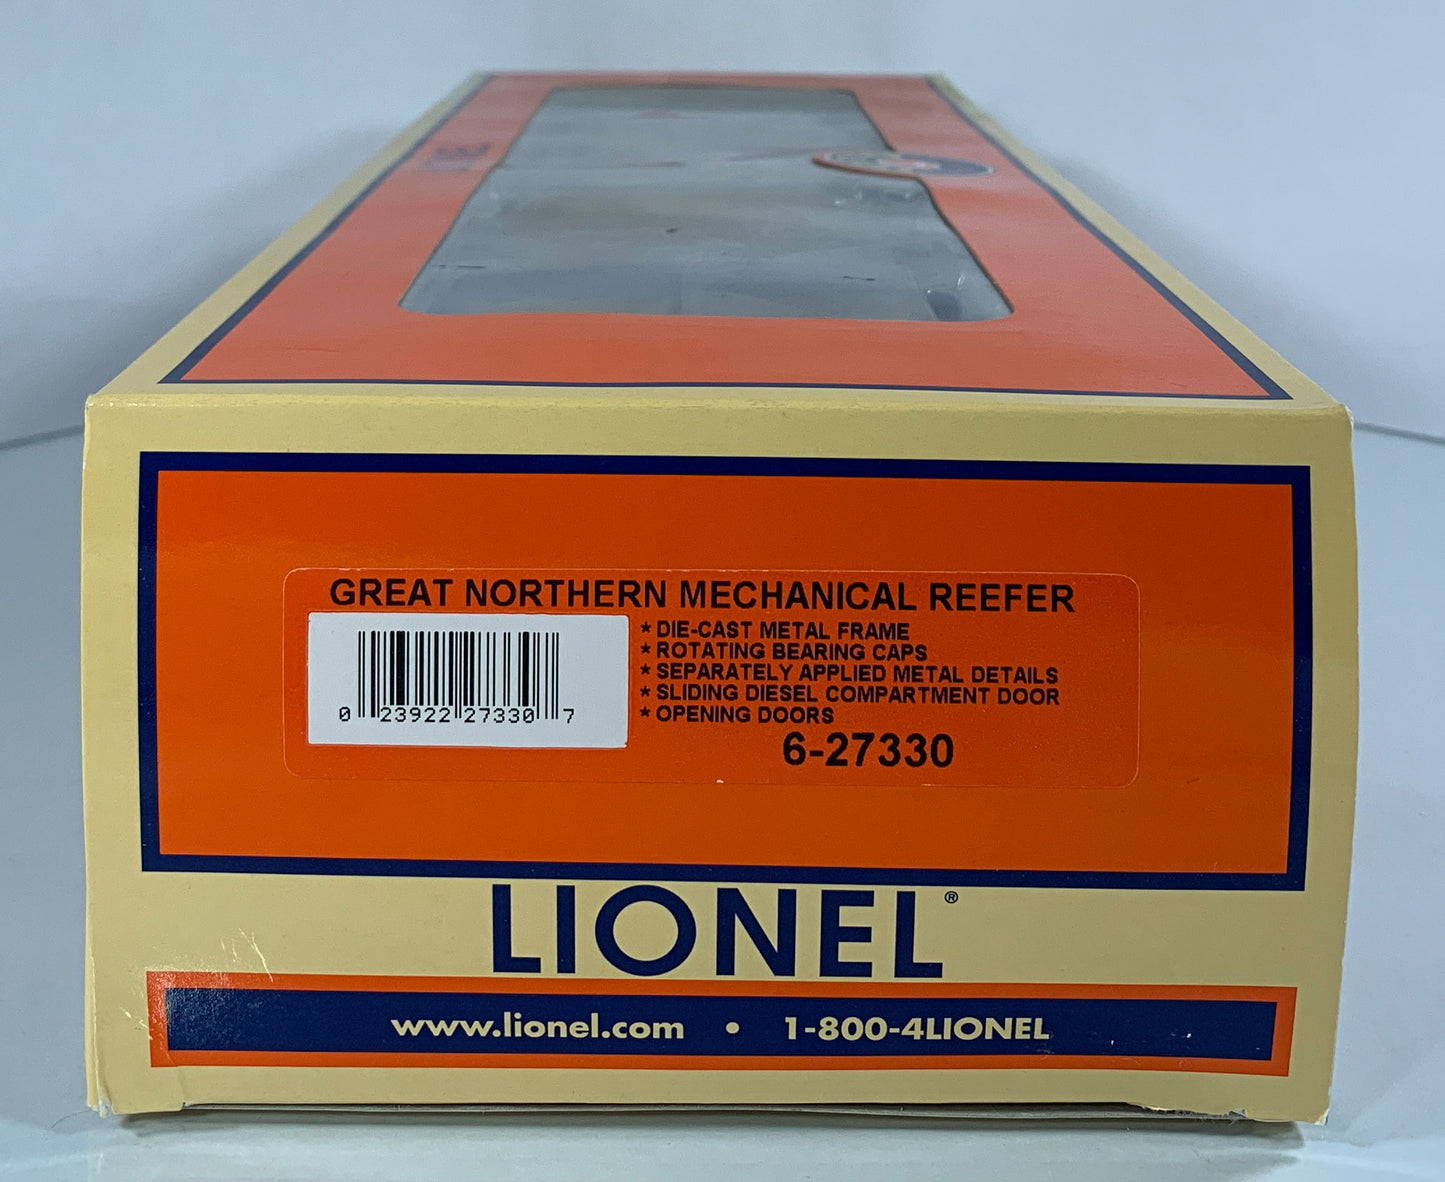 GREAT NORTHERN MECHANICAL REEFER
* DIE-CAST METAL FRAME
* ROTATING BEARING CAPS
* SEPARATELY APPLIED METAL DETAILS
* SLIDING DIESEL COMPARTMENT DOOR
* OPENING DOORS
0 23922 27330 7
6-27330
LIONEL®
www.lionel.com • 1-800-4LIONEL